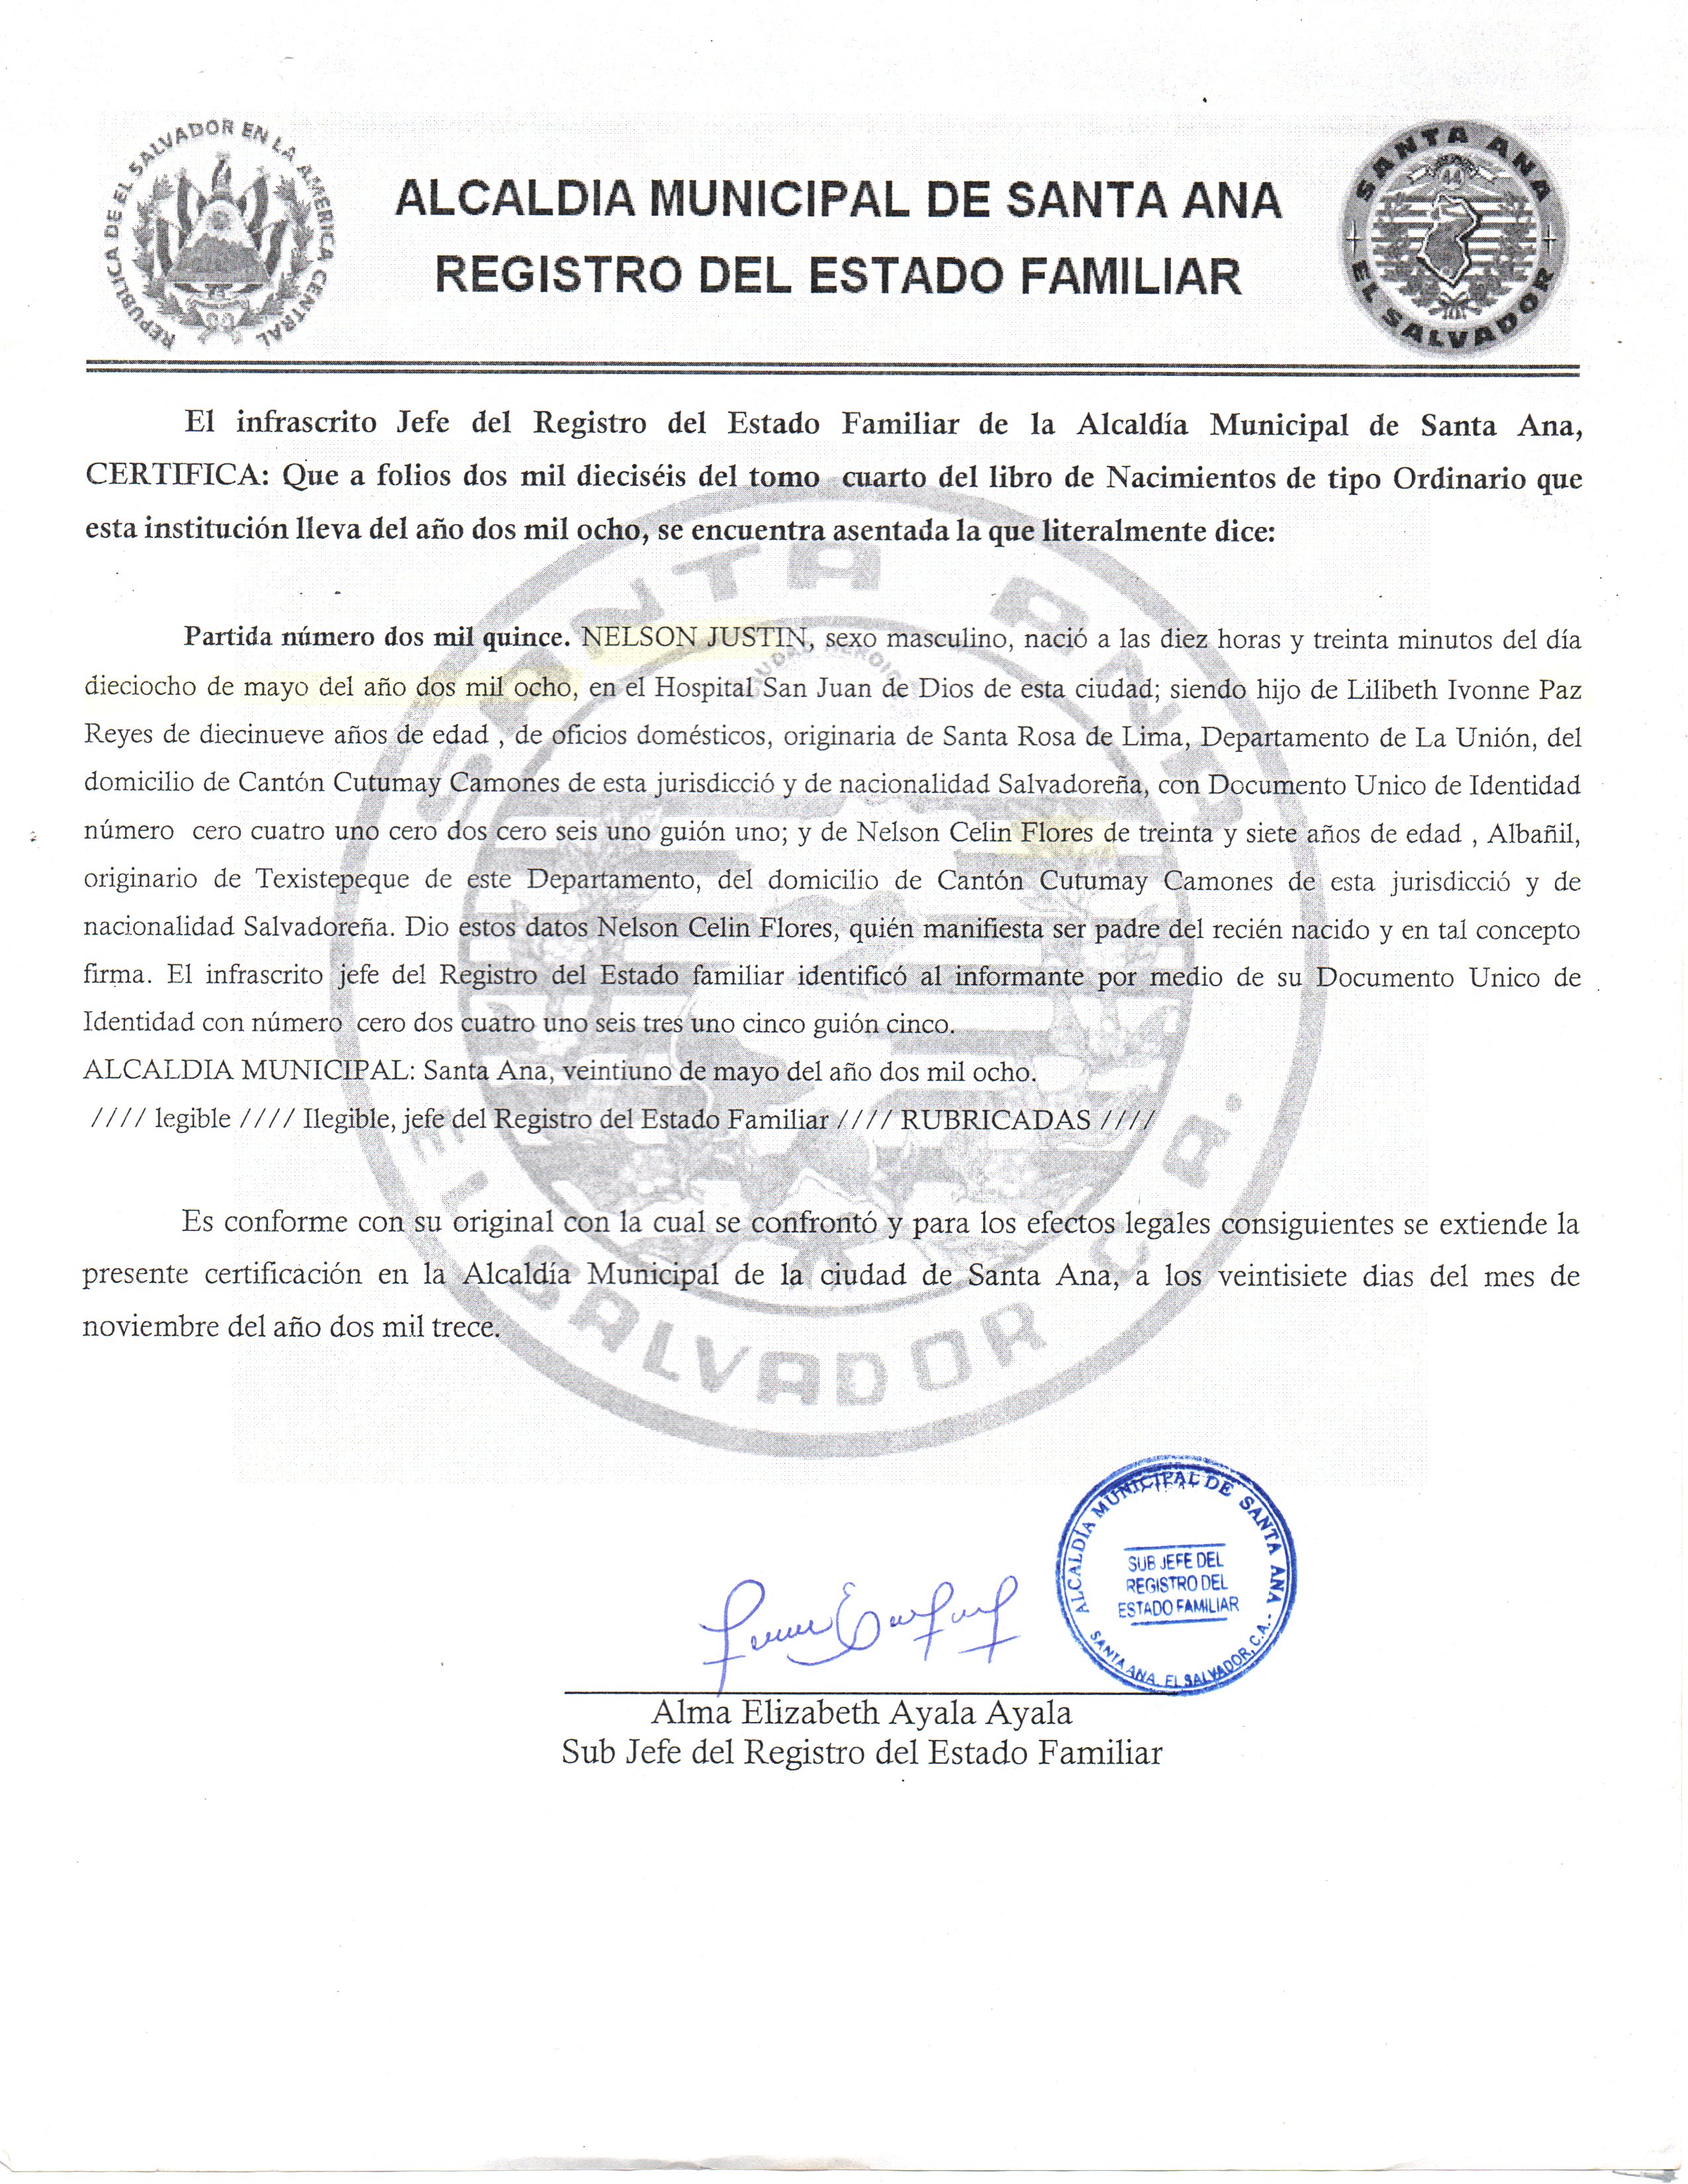 REPUBLICA DE EL SALVADOR EN LA AMERICA CENTRAL
ALCALDIA MUNICIPAL DE SANTA ANA
REGISTRO DEL ESTADO FAMILIAR
SANTA ANA
44
EL SALVADOR
El infrascrito Jefe del Registro del Estado Familiar de la Alcaldía Municipal de Santa Ana,
CERTIFICA: Que a folios dos mil dieciséis del tomo cuarto del libro de Nacimientos de tipo Ordinario que
esta institución lleva del año dos mil ocho, se encuentra asentada la que literalmente dice:
Partida número dos mil quince. NELSON JUSTIN, sexo masculino, nació a las diez horas y treinta minutos del día
dieciocho de mayo del año dos mil ocho, en el Hospital San Juan de Dios de esta ciudad; siendo hijo de Lilibeth Ivonne Paz
Reyes de diecinueve años de edad , de oficios domésticos, originaria de Santa Rosa de Lima, Departamento de La Unión, del
domicilio de Cantón Cutumay Camones de esta jurisdicció y de nacionalidad Salvadoreña, con Documento Unico de Identidad
número cero cuatro uno cero dos cero seis uno guión uno; y de Nelson Celin Flores de treinta y siete años de edad , Albañil,
originario de Texistepeque de este Departamento, del domicilio de Cantón Cutumay Camones de esta jurisdicció y de
nacionalidad Salvadoreña. Dio estos datos Nelson Celin Flores, quién manifiesta ser padre del recién nacido y en tal concepto
firma. El infrascrito jefe del Registro del Estado familiar identificó al informante por medio de su Documento Unico de
Identidad con número cero dos cuatro uno seis tres uno cinco guión cinco.
ALCALDIA MUNICIPAL: Santa Ana, veintiuno de mayo del año dos mil ocho.
//// legible //// Ilegible, jefe del Registro del Estado Familiar //// RUBRICADAS ////
Es conforme con su original con la cual se confrontó y para los efectos legales consiguientes se extiende la
presente certificación en la Alcaldía Municipal de la ciudad de Santa Ana, a los veintisiete dias del mes de
noviembre del año dos mil trece.
SANTA ANA
EL SALVADOR C.A.
ALCALDÍA MUNICIPAL DE SANTA ANA
SUB JEFE DEL
REGISTRO DEL
ESTADO FAMILIAR
SANTA ANA, EL SALVADOR, C.A.-
Alma Elizabeth Ayala Ayala
Sub Jefe del Registro del Estado Familiar